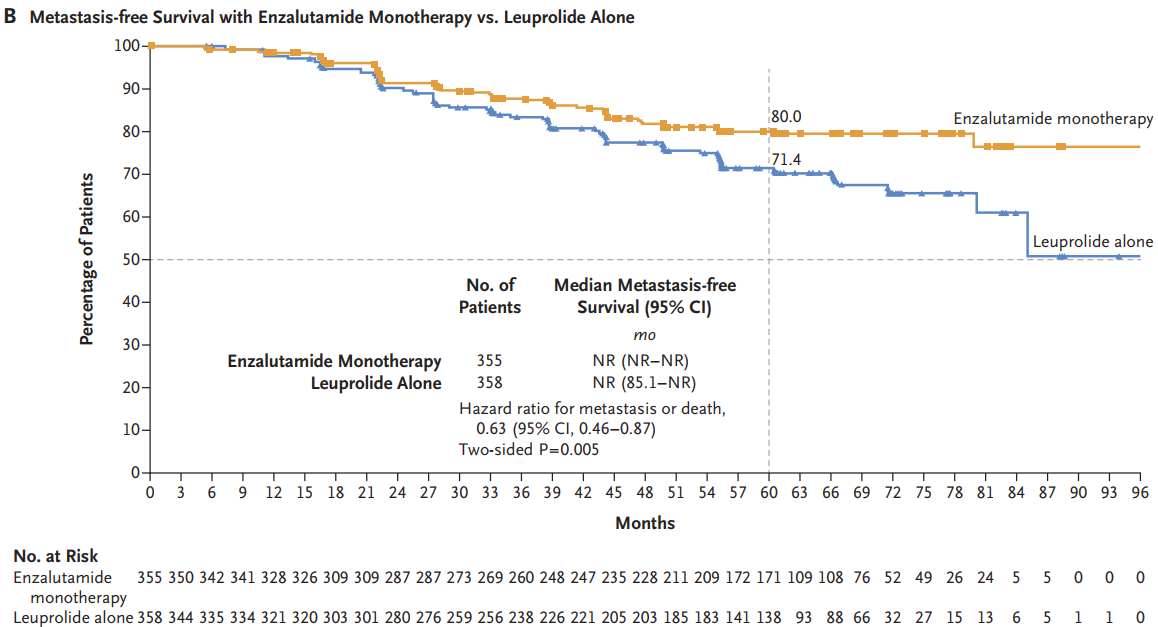 B Metastasis-free Survival with Enzalutamide Monotherapy vs. Leuprolide Alone
100
90
80
70
60
50
40
30
20
10
0
Percentage of Patients
80.0
71.4
Enzalutamide monotherapy
Leuprolide alone
No. of Patients Median Metastasis-free Survival (95% CI)
mo
Enzalutamide Monotherapy 355 NR (NR–NR)
Leuprolide Alone 358 NR (85.1–NR)
Hazard ratio for metastasis or death,
0.63 (95% CI, 0.46–0.87)
Two-sided P=0.005
0 3 6 9 12 15 18 21 24 27 30 33 36 39 42 45 48 51 54 57 60 63 66 69 72 75 78 81 84 87 90 93 96
Months
No. at Risk
Enzalutamide monotherapy 355 350 342 341 328 326 309 309 287 287 273 269 260 248 247 235 228 211 209 172 171 109 108 76 52 49 26 24 5 5 0 0 0
Leuprolide alone 358 344 335 334 321 320 303 301 280 276 259 256 238 226 221 205 203 185 183 141 138 93 88 66 32 27 15 13 6 5 1 1 0